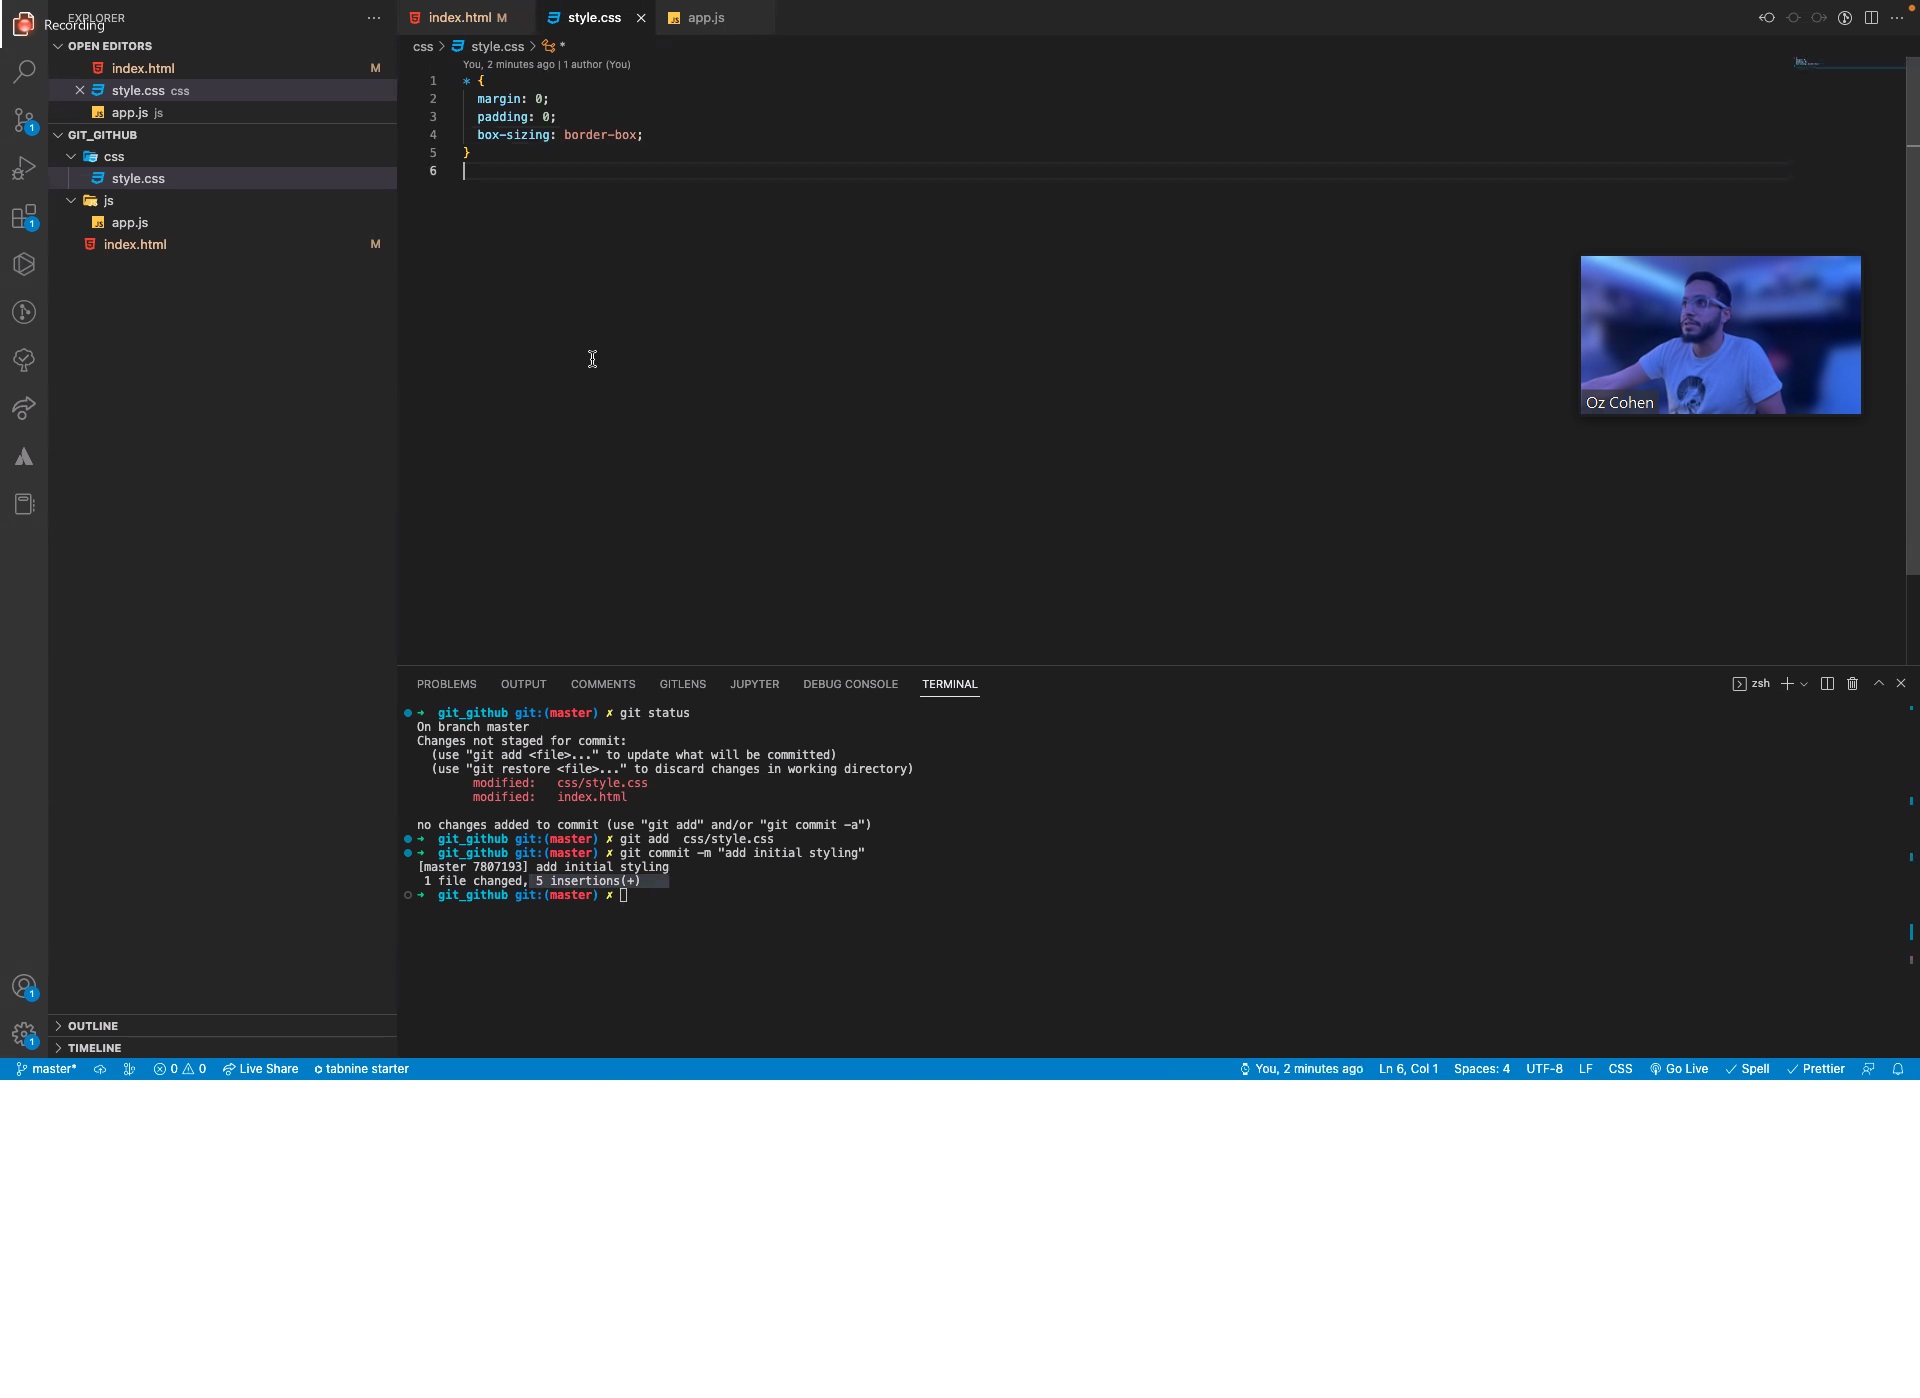 EXPLORER
Recording
OPEN EDITORS
index.html M
style.css css
app.js js
GIT_GITHUB
css
style.css
js
app.js
index.html M
OUTLINE
TIMELINE
index.html M
style.css
app.js
css > style.css > *
You, 2 minutes ago | 1 author (You)
1 * {
2 margin: 0;
3 padding: 0;
4 box-sizing: border-box;
5 }
6
Oz Cohen
PROBLEMS OUTPUT COMMENTS GITLENS JUPYTER DEBUG CONSOLE TERMINAL
zsh
➜ git_github git:(master) ✗ git status
On branch master
Changes not staged for commit:
(use "git add <file>..." to update what will be committed)
(use "git restore <file>..." to discard changes in working directory)
modified: css/style.css
modified: index.html
no changes added to commit (use "git add" and/or "git commit -a")
➜ git_github git:(master) ✗ git add css/style.css
➜ git_github git:(master) ✗ git commit -m "add initial styling"
[master 7807193] add initial styling
1 file changed, 5 insertions(+)
➜ git_github git:(master) ✗
1
1
1
1
master* 0 0 Live Share tabnine starter You, 2 minutes ago Ln 6, Col 1 Spaces: 4 UTF-8 LF CSS Go Live Spell Prettier